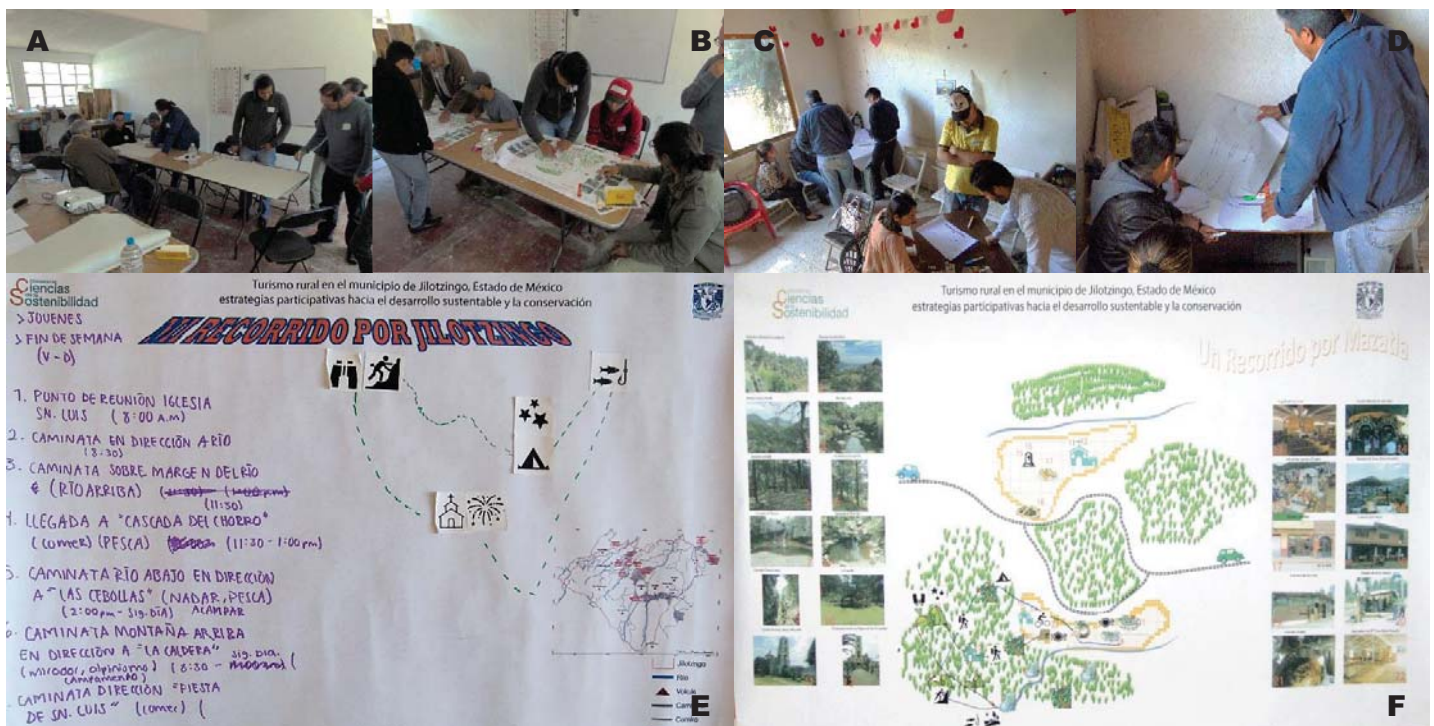 A
B
C
D
Ciencias
Sostenibilidad
Turismo rural en el municipio de Jilotzingo, Estado de México
estrategias participativas hacia el desarrollo sustentable y la conservación
> JOVENES
> FIN DE SEMANA
(V-D)
RECORRIDO POR JILOTZINGO
1. PUNTO DE REUNIÓN IGLESIA
SN. LUIS (8:00 A.M)
2. CAMINATA EN DIRECCIÓN A RÍO
(8:30)
3. CAMINATA SOBRE MARGEN DEL RÍO
(RÍO ARRIBA)
(11:30)
4. LLEGADA A "CASCADA DEL CHORRO"
(comer) (PESCA) (11:30 - 1:00 pm)
5. CAMINATA RÍO ABAJO EN DIRECCIÓN
A "LAS CEBOLLAS" (NADAR, PESCA)
(2:00 pm - SIG. DÍA) ACAMPAR
6. CAMINATA MONTAÑA ARRIBA
EN DIRECCIÓN A "LA CALDERA" SIG. DIA.
(mirador, alpinismo) (8:30 -
campamento)
CAMINATA DIRECCIÓN "FIESTA
DE SN. LUIS" (comer) (
Jilotzingo
Río
E
Ciencias
Sostenibilidad
Turismo rural en el municipio de Jilotzingo, Estado de México
estrategias participativas hacia el desarrollo sustentable y la conservación
Un Recorrido por Mazatla
F